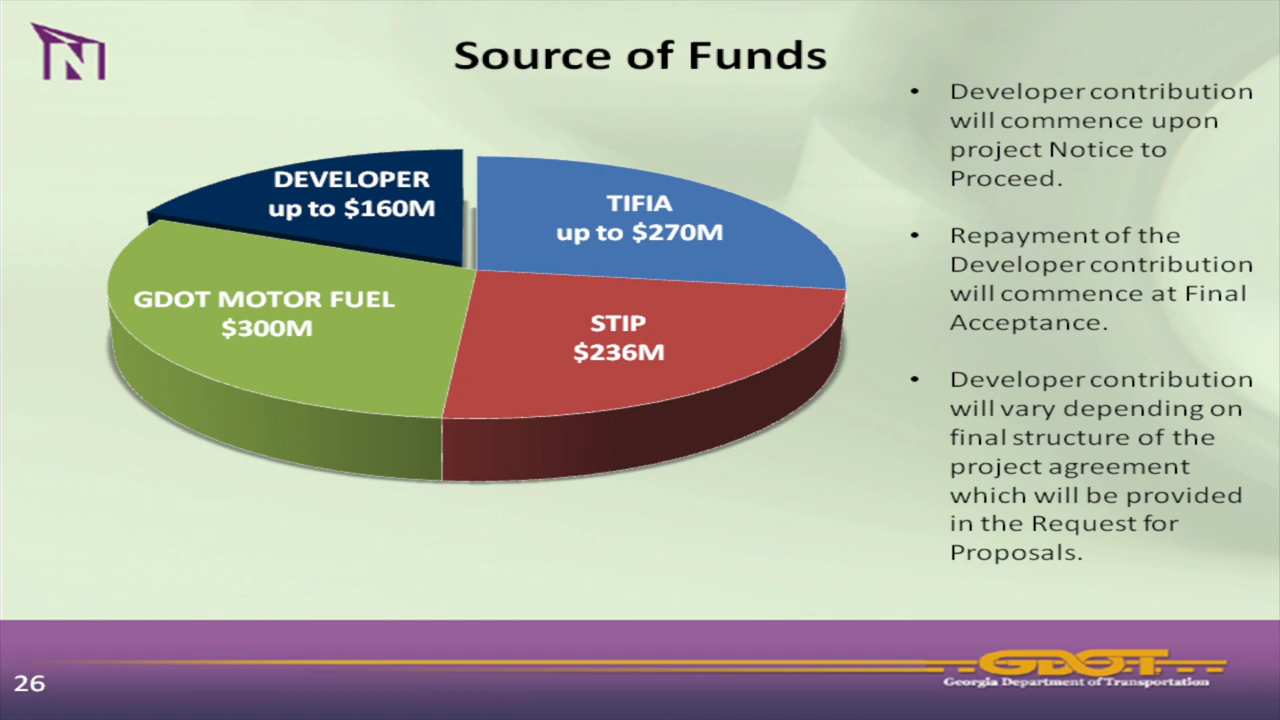 Source of Funds
DEVELOPER
up to $160M
TIFIA
up to $270M
GDOT MOTOR FUEL
$300M
STIP
$236M
• Developer contribution
will commence upon
project Notice to
Proceed.
• Repayment of the
Developer contribution
will commence at Final
Acceptance.
• Developer contribution
will vary depending on
final structure of the
project agreement
which will be provided
in the Request for
Proposals.
26
GDOT
Georgia Department of Transportation